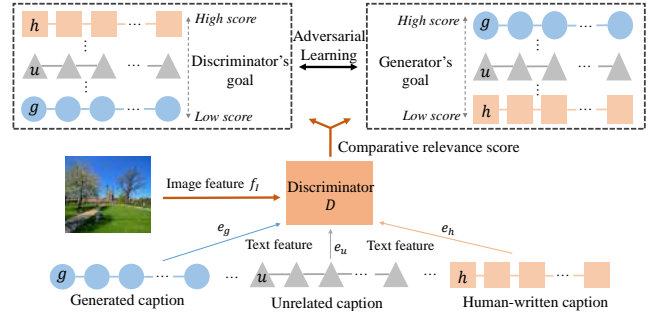 h ... High score
⋮
u ... Discriminator's
goal
⋮
g ... Low score
Adversarial
Learning
High score g ...
⋮
Generator's
goal u ...
⋮
Low score h ...
Comparative relevance score
Image feature f_I
Discriminator
D
e_g
Text feature e_u Text feature
e_h
g ... ... u ... ... h ...
Generated caption Unrelated caption Human-written caption